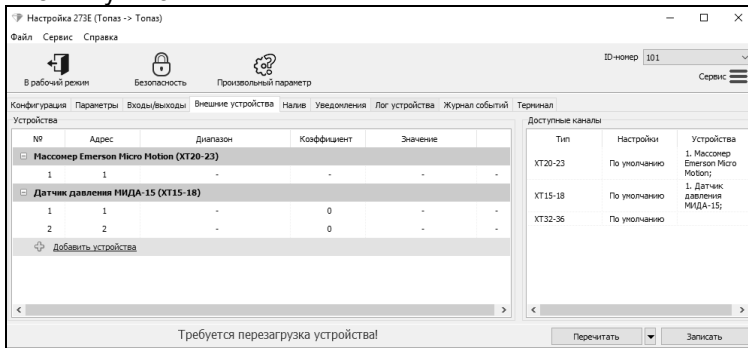 Настройка 273E (Топаз -> Топаз)
Файл Сервис Справка
В рабочий режим Безопасность Произвольный параметр
ID-номер 101
Сервис
Конфигурация Параметры Входы/выходы Внешние устройства Налив Уведомления Лог устройства Журнал событий Терминал
Устройства
№ Адрес Диапазон Коэффициент Значение
Массомер Emerson Micro Motion (XT20-23)
1 1 - - - -
Датчик давления МИДА-15 (XT15-18)
1 1 - 0 - -
2 2 - 0 - -
Добавить устройства
Доступные каналы
Тип Настройки Устройства
XT20-23 По умолчанию 1. Массомер Emerson Micro Motion;
XT15-18 По умолчанию 1. Датчик давления МИДА-15;
XT32-36 По умолчанию
Требуется перезагрузка устройства!
Перечитать Записать